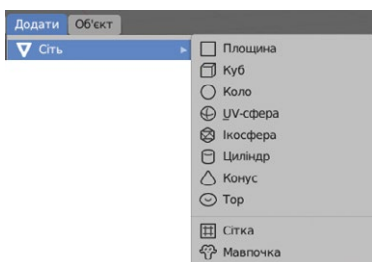 Додати Об'єкт
Сіть Площина
Куб
Коло
UV-сфера
Ікосфера
Циліндр
Конус
Тор
Сітка
Мавпочка